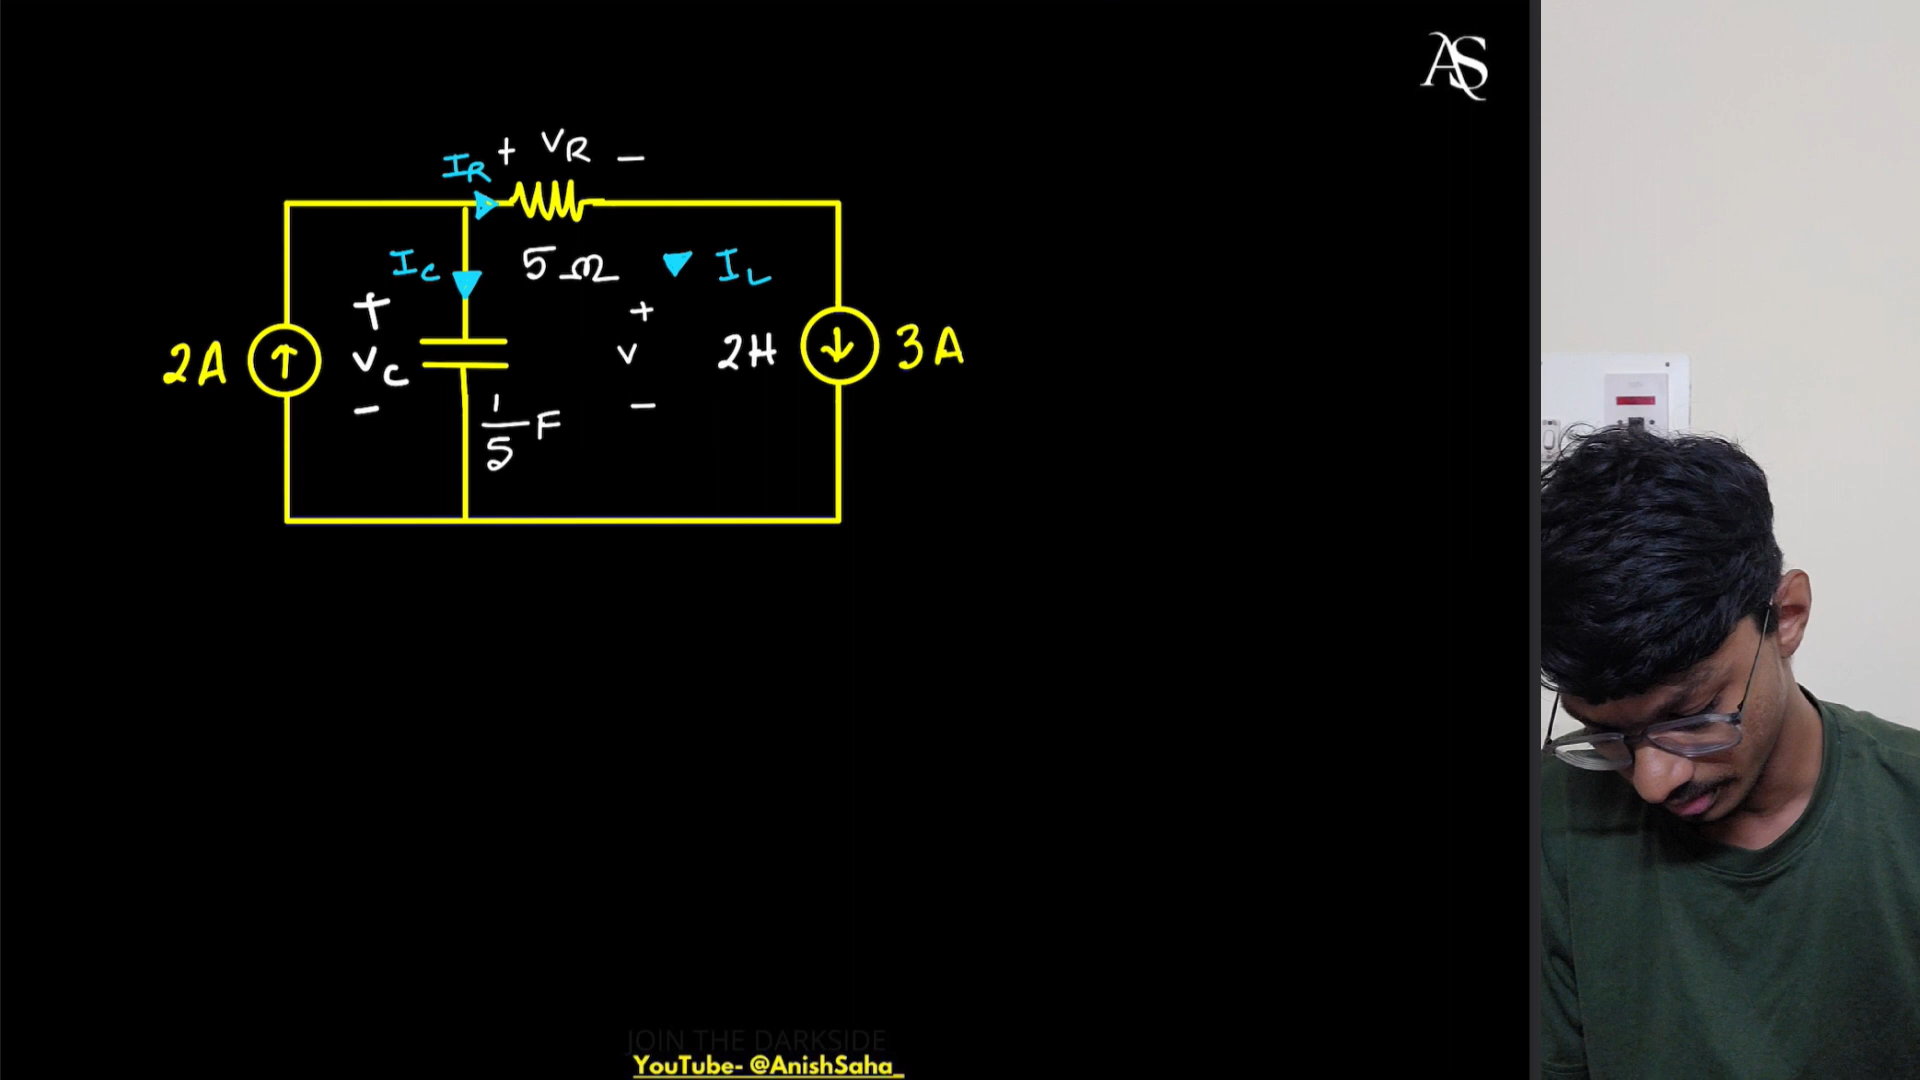 AS
+ VR −
IR
IC
5 Ω
IL
+
+
2A
VC
V
2H
3A
−
−
1/5 F
JOIN THE DARKSIDE
YouTube- @AnishSaha_